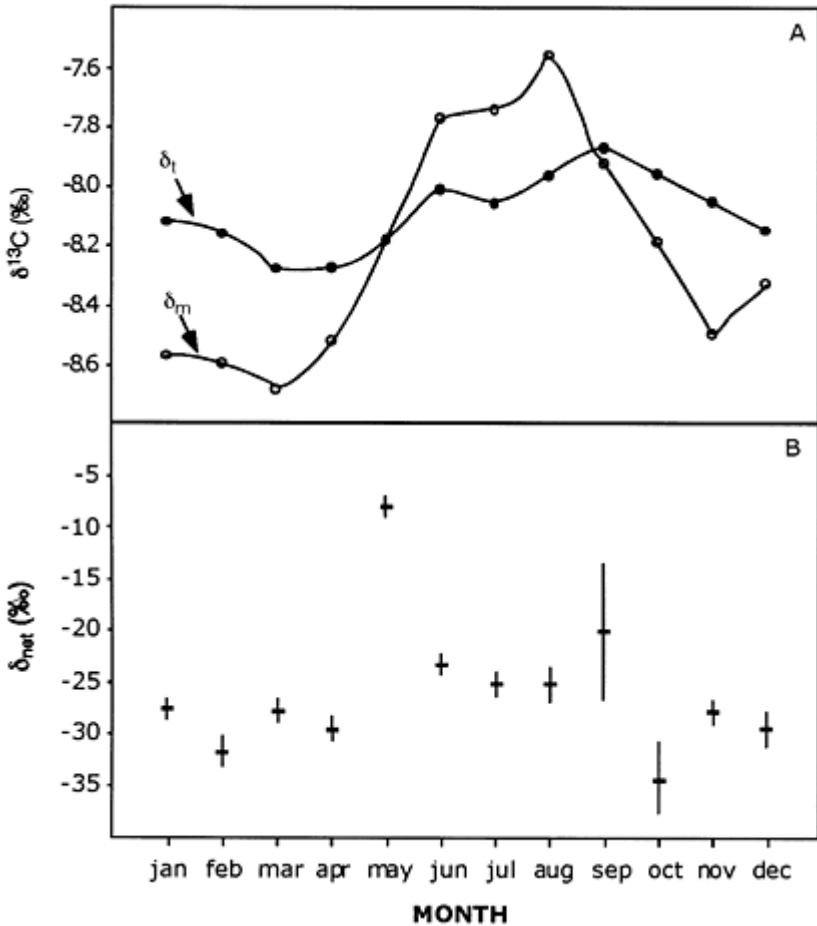 A
-7.6
-7.8
-8.0
-8.2
-8.4
-8.6
δ¹³C (‰)
δt
δm
B
-5
-10
-15
-20
-25
-30
-35
δnet (‰)
jan feb mar apr may jun jul aug sep oct nov dec
MONTH